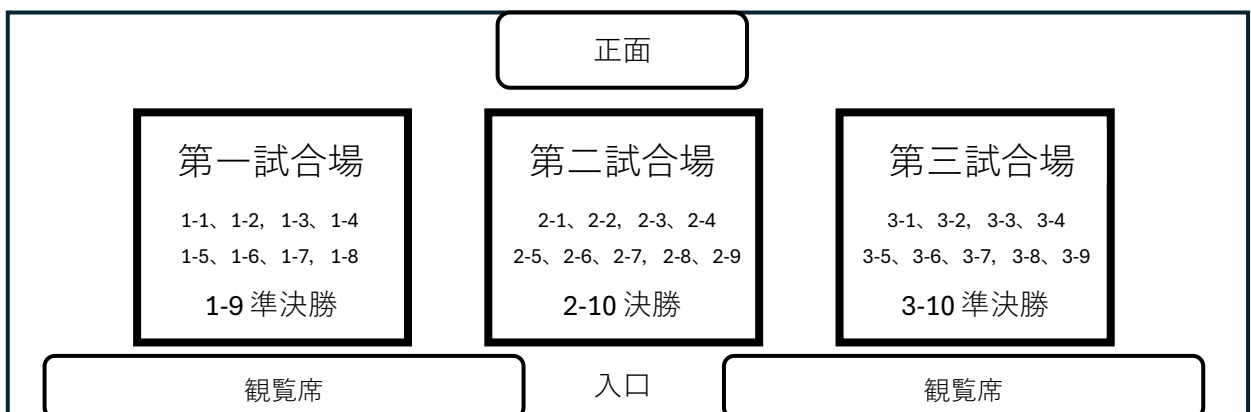 正面
第一試合場
1-1、1-2, 1-3、1-4
1-5、1-6、1-7, 1-8
1-9 準決勝
第二試合場
2-1、2-2, 2-3、2-4
2-5、2-6、2-7, 2-8、2-9
2-10 決勝
第三試合場
3-1、3-2, 3-3、3-4
3-5、3-6、3-7, 3-8、3-9
3-10 準決勝
観覧席
入口
観覧席